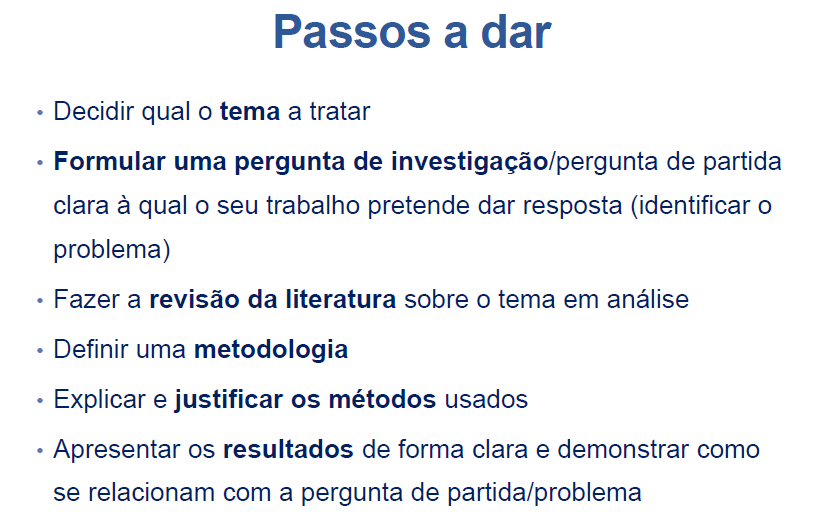 Passos a dar
• Decidir qual o tema a tratar
• Formular uma pergunta de investigação/pergunta de partida
clara à qual o seu trabalho pretende dar resposta (identificar o
problema)
• Fazer a revisão da literatura sobre o tema em análise
• Definir uma metodologia
• Explicar e justificar os métodos usados
• Apresentar os resultados de forma clara e demonstrar como
se relacionam com a pergunta de partida/problema